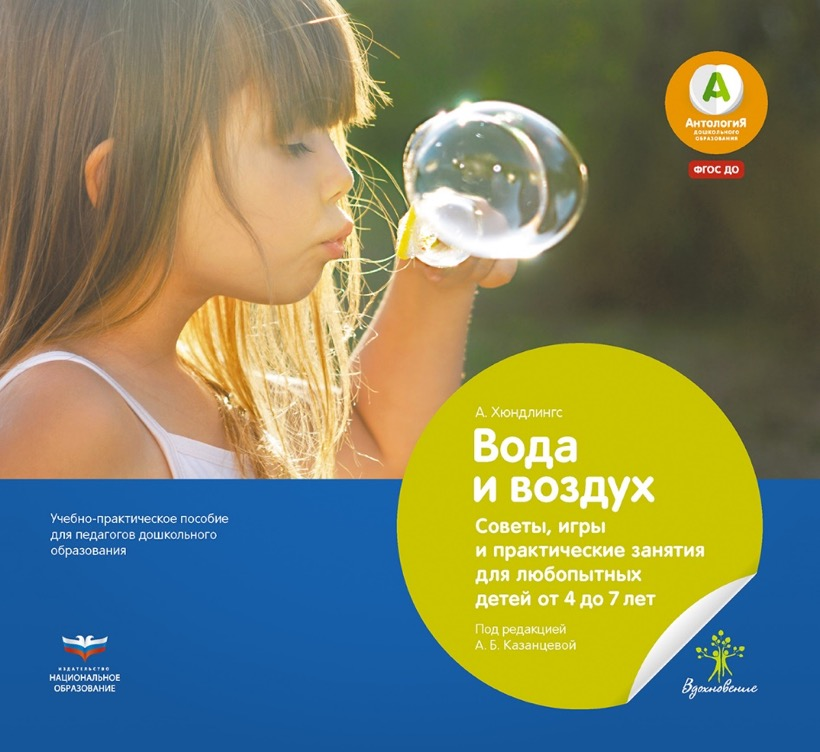 А
АнтологиЯ
ДОШКОЛЬНОГО
ОБРАЗОВАНИЯ
ФГОС ДО
А. Хюндлингс
Вода
и воздух
Советы, игры
и практические занятия
для любопытных
детей от 4 до 7 лет
Под редакцией
А. Б. Казанцевой
Учебно-практическое пособие
для педагогов дошкольного
образования
ИЗДАТЕЛЬСТВО
НАЦИОНАЛЬНОЕ
ОБРАЗОВАНИЕ
Вдохновение